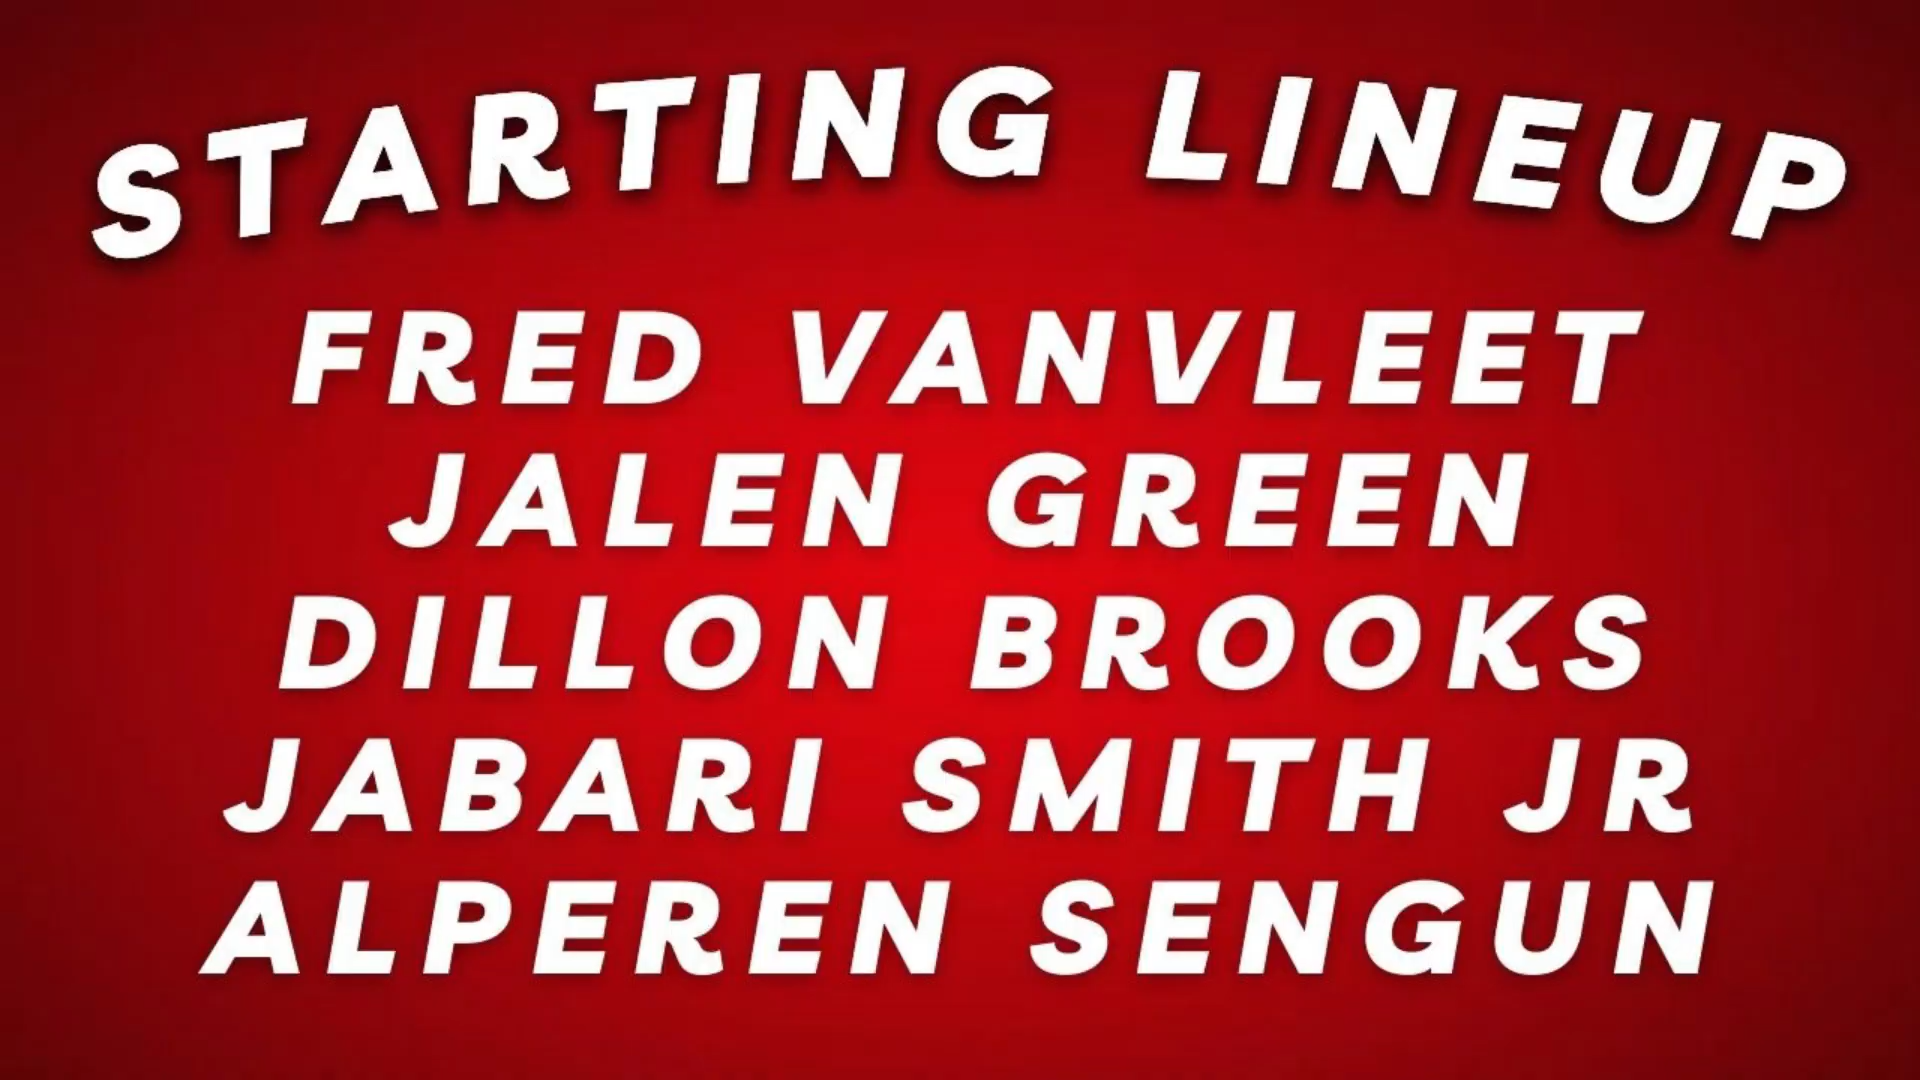 STARTING LINEUP
FRED VANVLEET
JALEN GREEN
DILLON BROOKS
JABARI SMITH JR
ALPEREN SENGUN